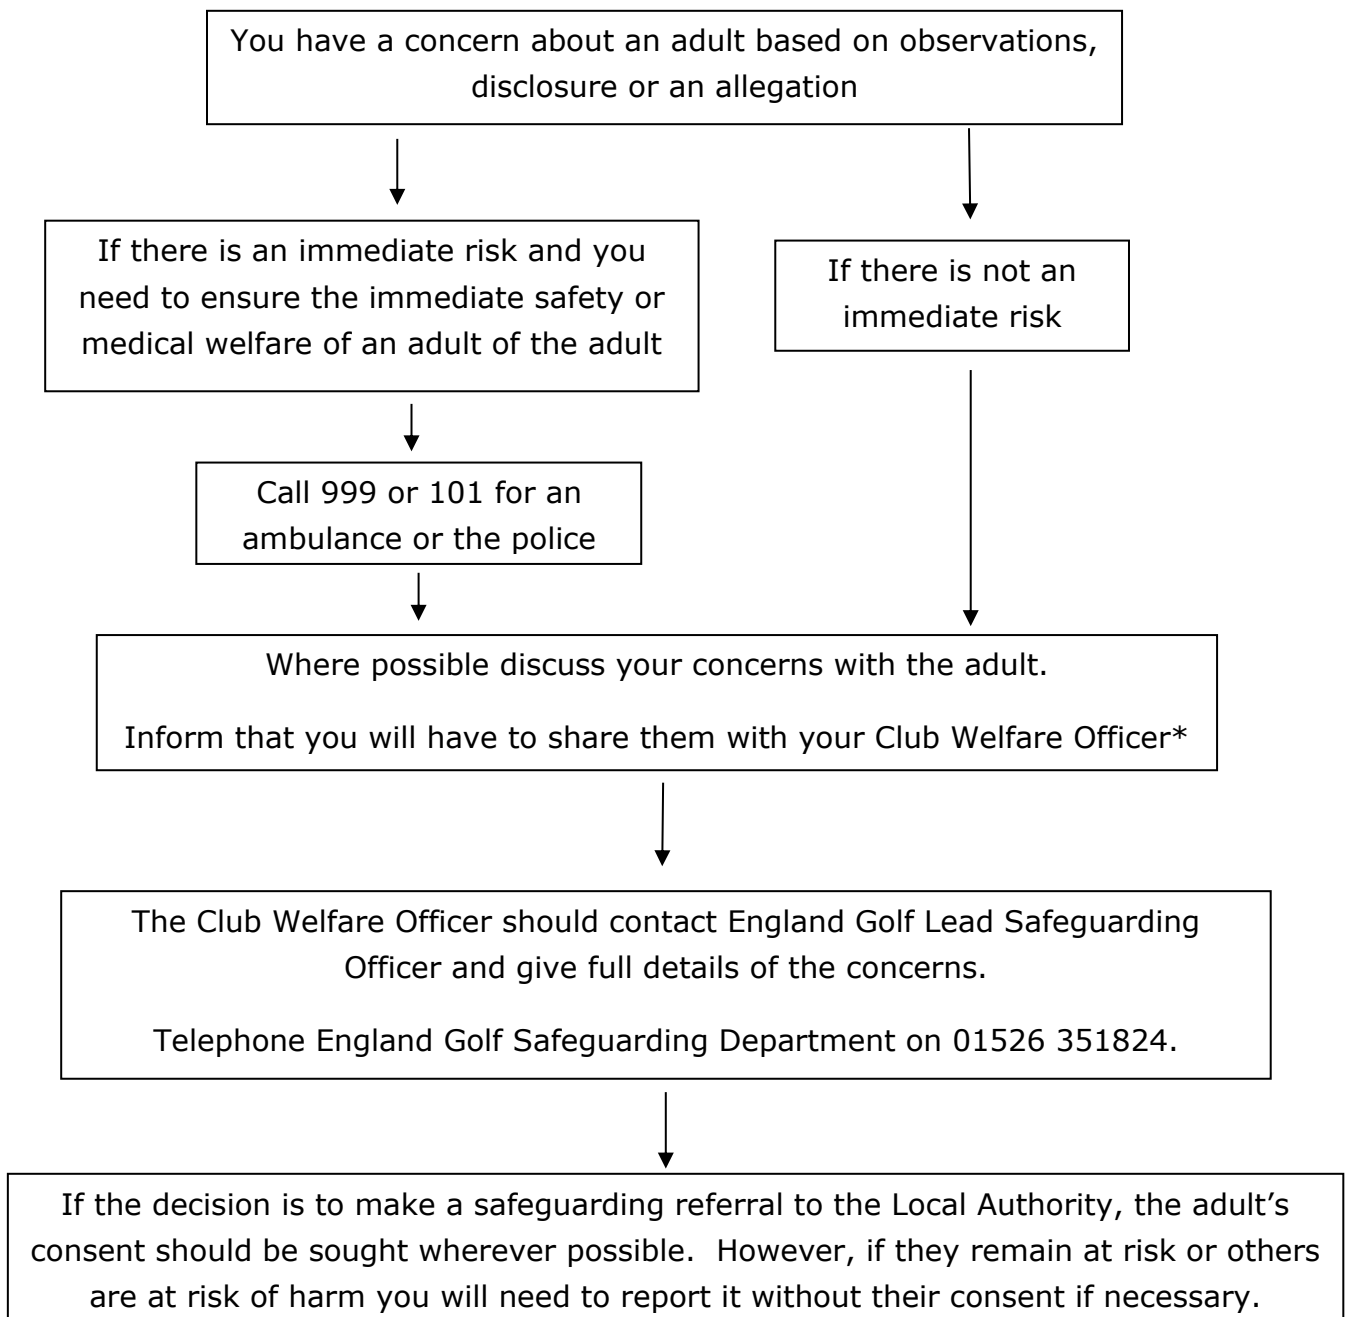 You have a concern about an adult based on observations,
disclosure or an allegation
If there is an immediate risk and you
need to ensure the immediate safety or
medical welfare of an adult of the adult
If there is not an
immediate risk
Call 999 or 101 for an
ambulance or the police
Where possible discuss your concerns with the adult.
Inform that you will have to share them with your Club Welfare Officer*
The Club Welfare Officer should contact England Golf Lead Safeguarding
Officer and give full details of the concerns.
Telephone England Golf Safeguarding Department on 01526 351824.
If the decision is to make a safeguarding referral to the Local Authority, the adult’s
consent should be sought wherever possible.  However, if they remain at risk or others
are at risk of harm you will need to report it without their consent if necessary.